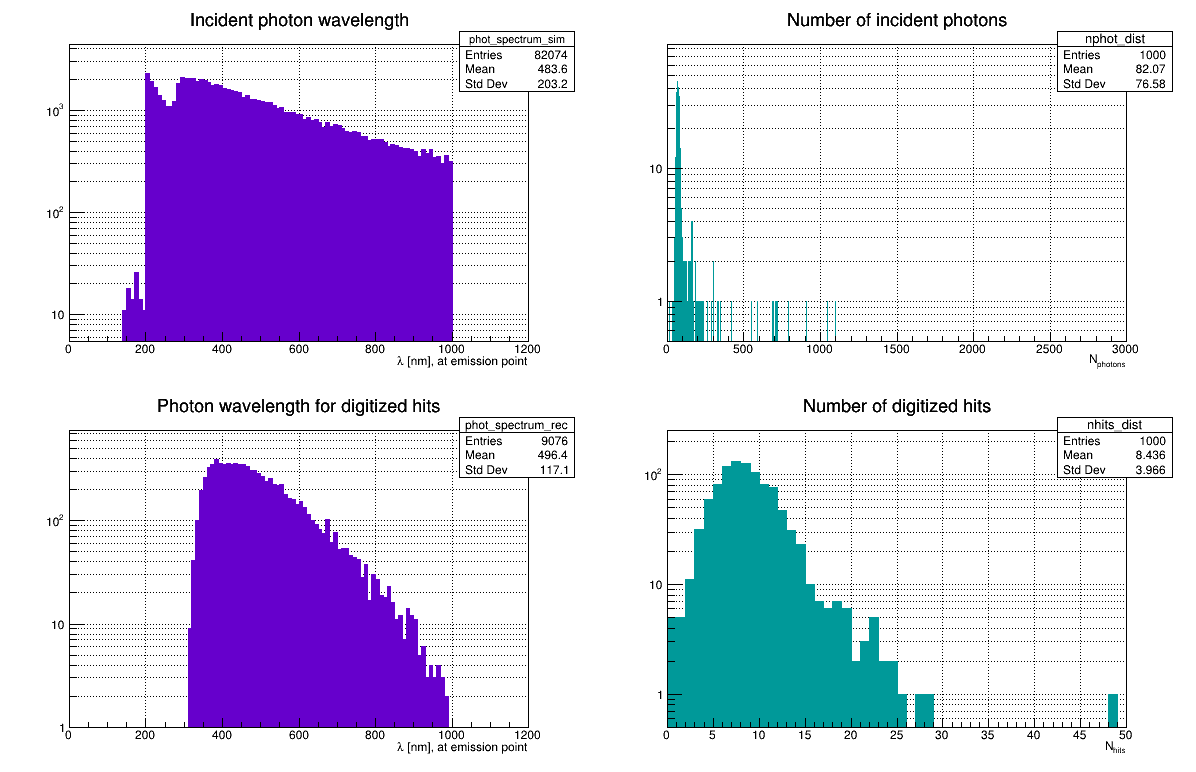 Incident photon wavelength
phot_spectrum_sim
Entries 82074
Mean 483.6
Std Dev 203.2
10³
10²
10
0 200 400 600 800 1000 1200
λ [nm], at emission point
Number of incident photons
nphot_dist
Entries 1000
Mean 82.07
Std Dev 76.58
10
1
0 500 1000 1500 2000 2500 3000
N_photons
Photon wavelength for digitized hits
phot_spectrum_rec
Entries 9076
Mean 496.4
Std Dev 117.1
10²
10
1
0 200 400 600 800 1000 1200
λ [nm], at emission point
Number of digitized hits
nhits_dist
Entries 1000
Mean 8.436
Std Dev 3.966
10²
10
1
0 5 10 15 20 25 30 35 40 45 50
N_hits